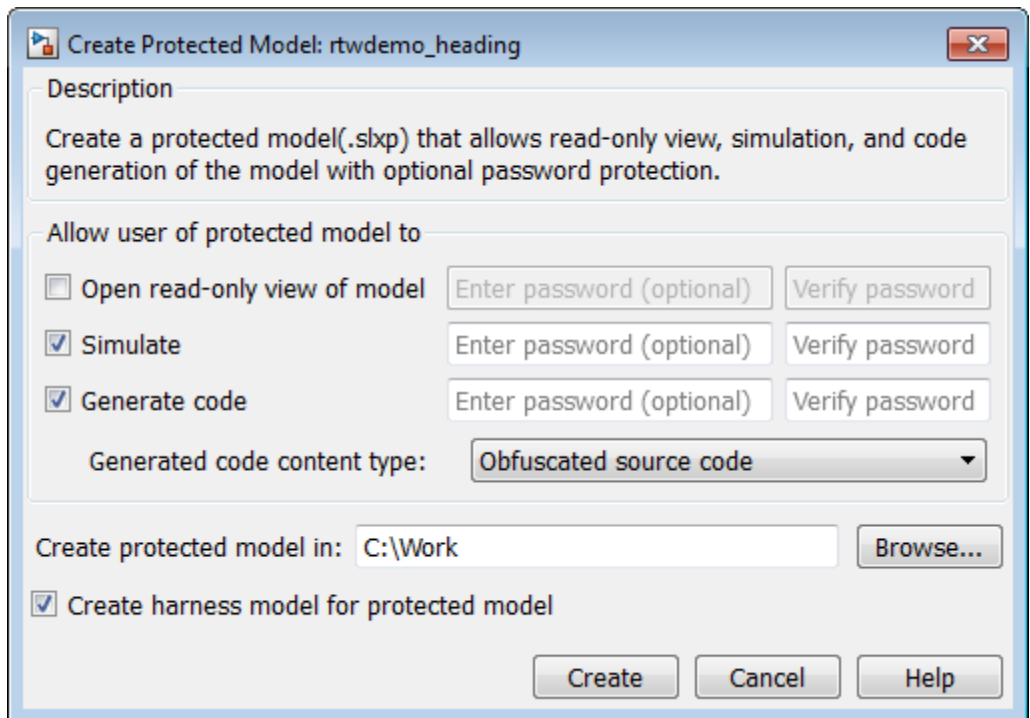 Create Protected Model: rtwdemo_heading
Description
Create a protected model(.slxp) that allows read-only view, simulation, and code
generation of the model with optional password protection.
Allow user of protected model to
Open read-only view of model Enter password (optional) Verify password
Simulate Enter password (optional) Verify password
Generate code Enter password (optional) Verify password
Generated code content type: Obfuscated source code
Create protected model in: C:\Work Browse...
Create harness model for protected model
Create Cancel Help